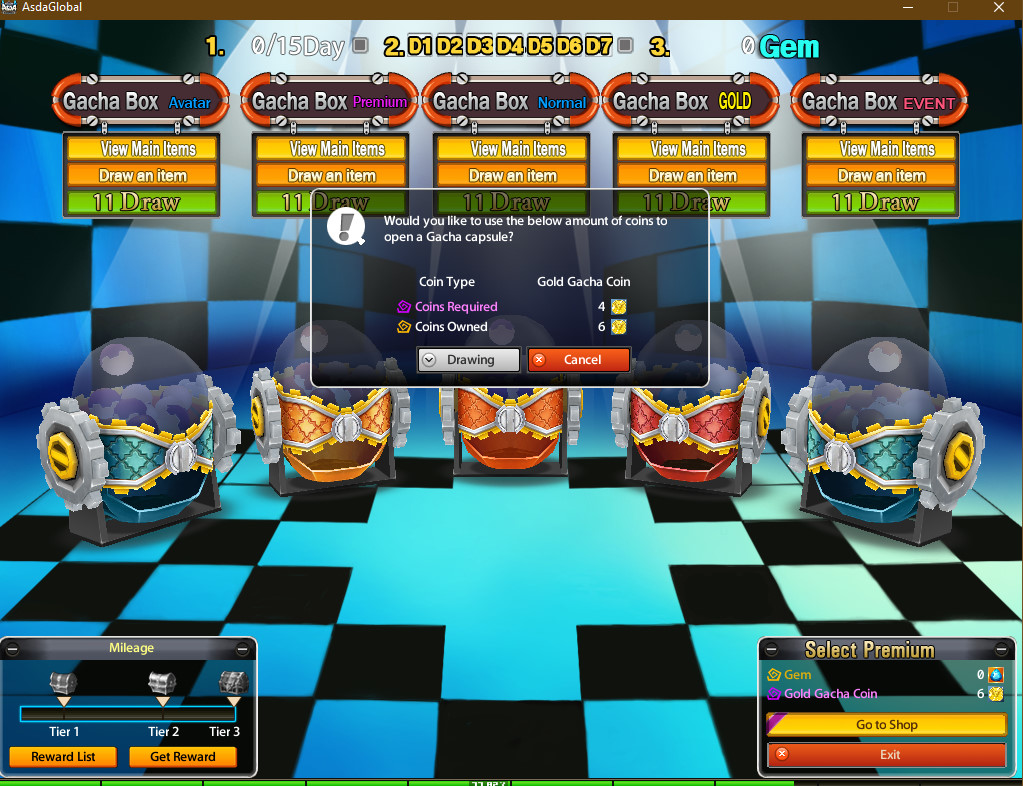 AsdaGlobal
1. 0/15Day 2. D1 D2 D3 D4 D5 D6 D7 3. 0 Gem
Gacha Box Avatar
Gacha Box Premium
Gacha Box Normal
Gacha Box GOLD
Gacha Box EVENT
View Main Items
View Main Items
View Main Items
View Main Items
View Main Items
Draw an item
Draw an item
Draw an item
Draw an item
Draw an item
11 Draw
11 Draw
11 Draw
11 Draw
11 Draw
Would you like to use the below amount of coins to
open a Gacha capsule?
Coin Type Gold Gacha Coin
Coins Required 4
Coins Owned 6
Drawing Cancel
Mileage
Tier 1 Tier 2 Tier 3
Reward List Get Reward
Select Premium
Gem 0
Gold Gacha Coin 6
Go to Shop
Exit